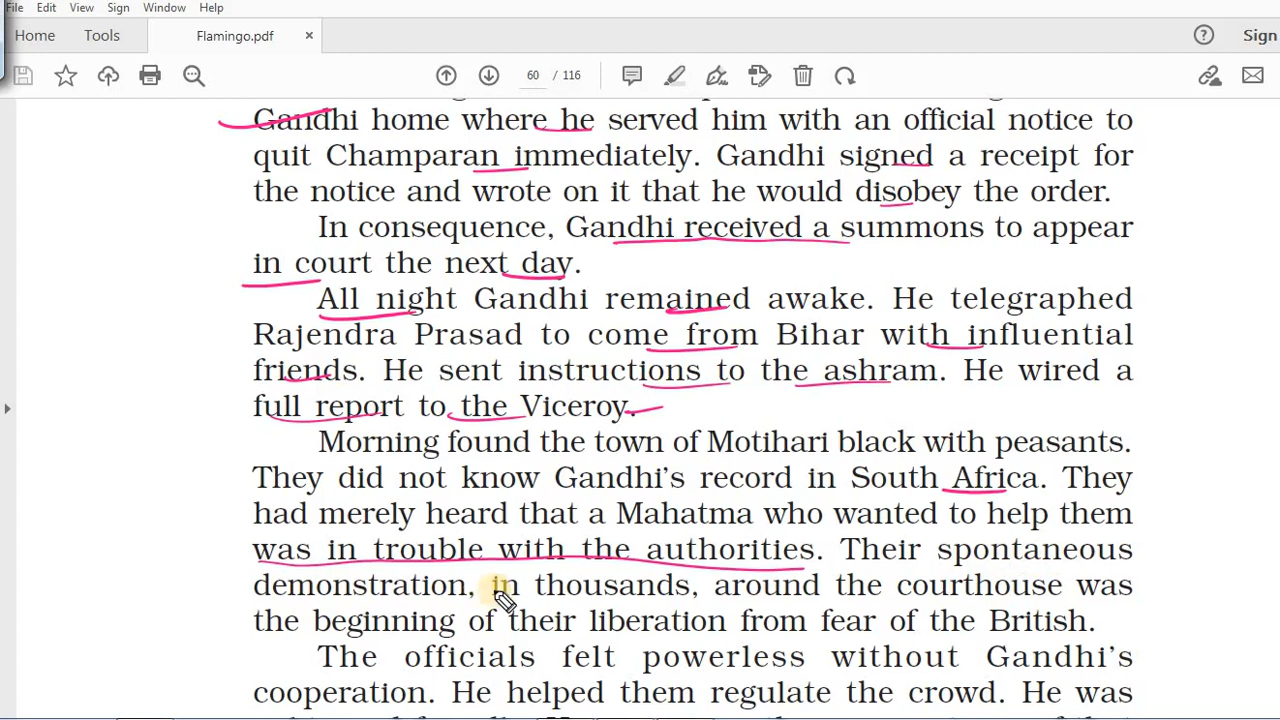 File Edit View Sign Window Help
Home Tools Flamingo.pdf × ? Sign
60 / 116
Gandhi home where he served him with an official notice to
quit Champaran immediately. Gandhi signed a receipt for
the notice and wrote on it that he would disobey the order.
In consequence, Gandhi received a summons to appear
in court the next day.
All night Gandhi remained awake. He telegraphed
Rajendra Prasad to come from Bihar with influential
friends. He sent instructions to the ashram. He wired a
full report to the Viceroy.
Morning found the town of Motihari black with peasants.
They did not know Gandhi's record in South Africa. They
had merely heard that a Mahatma who wanted to help them
was in trouble with the authorities. Their spontaneous
demonstration, in thousands, around the courthouse was
the beginning of their liberation from fear of the British.
The officials felt powerless without Gandhi's
cooperation. He helped them regulate the crowd. He was